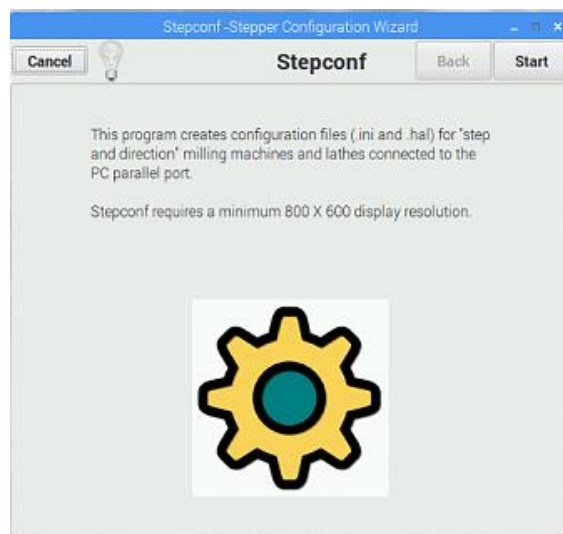 Stepconf -Stepper Configuration Wizard
Cancel
Stepconf
Back
Start
This program creates configuration files (.ini and .hal) for "step
and direction" milling machines and lathes connected to the
PC parallel port.
Stepconf requires a minimum 800 X 600 display resolution.